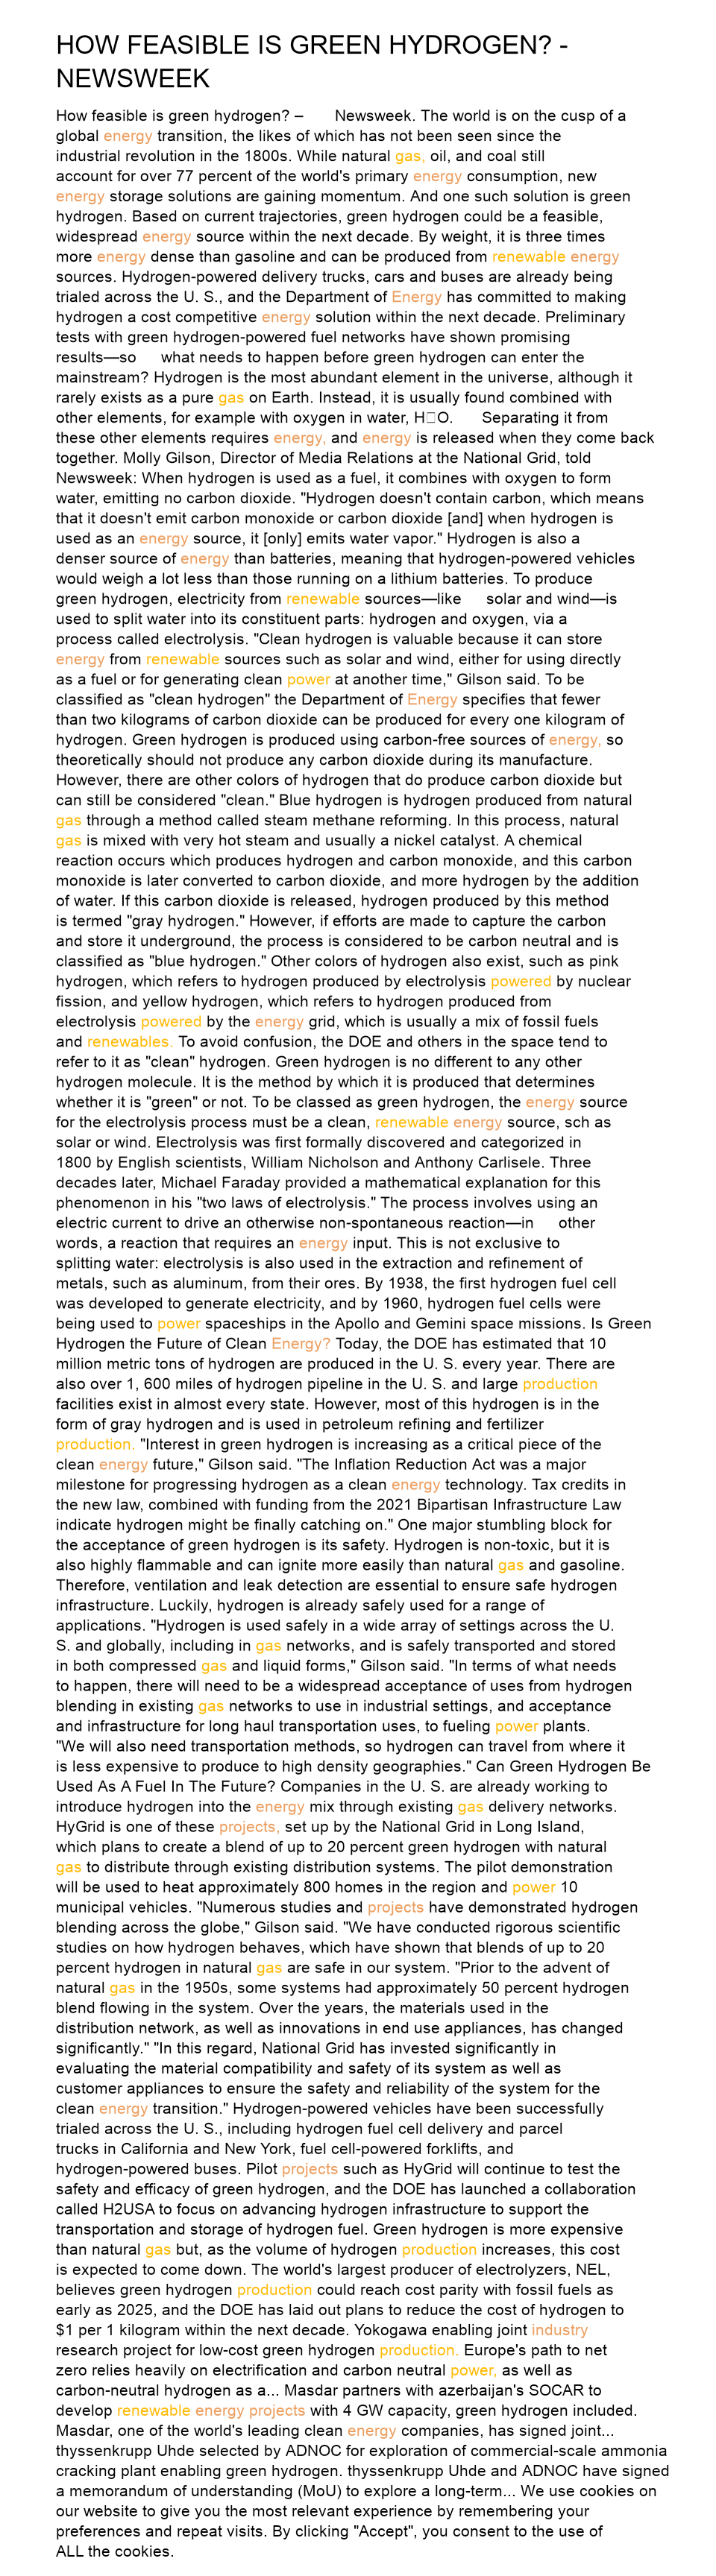 HOW FEASIBLE IS GREEN HYDROGEN? -
NEWSWEEK
How feasible is green hydrogen? – Newsweek. The world is on the cusp of a
global energy transition, the likes of which has not been seen since the
industrial revolution in the 1800s. While natural gas, oil, and coal still
account for over 77 percent of the world's primary energy consumption, new
energy storage solutions are gaining momentum. And one such solution is green
hydrogen. Based on current trajectories, green hydrogen could be a feasible,
widespread energy source within the next decade. By weight, it is three times
more energy dense than gasoline and can be produced from renewable energy
sources. Hydrogen-powered delivery trucks, cars and buses are already being
trialed across the U. S., and the Department of Energy has committed to making
hydrogen a cost competitive energy solution within the next decade. Preliminary
tests with green hydrogen-powered fuel networks have shown promising
results—so what needs to happen before green hydrogen can enter the
mainstream? Hydrogen is the most abundant element in the universe, although it
rarely exists as a pure gas on Earth. Instead, it is usually found combined with
other elements, for example with oxygen in water, H□O. Separating it from
these other elements requires energy, and energy is released when they come back
together. Molly Gilson, Director of Media Relations at the National Grid, told
Newsweek: When hydrogen is used as a fuel, it combines with oxygen to form
water, emitting no carbon dioxide. "Hydrogen doesn't contain carbon, which means
that it doesn't emit carbon monoxide or carbon dioxide [and] when hydrogen is
used as an energy source, it [only] emits water vapor." Hydrogen is also a
denser source of energy than batteries, meaning that hydrogen-powered vehicles
would weigh a lot less than those running on a lithium batteries. To produce
green hydrogen, electricity from renewable sources—like solar and wind—is
used to split water into its constituent parts: hydrogen and oxygen, via a
process called electrolysis. "Clean hydrogen is valuable because it can store
energy from renewable sources such as solar and wind, either for using directly
as a fuel or for generating clean power at another time," Gilson said. To be
classified as "clean hydrogen" the Department of Energy specifies that fewer
than two kilograms of carbon dioxide can be produced for every one kilogram of
hydrogen. Green hydrogen is produced using carbon-free sources of energy, so
theoretically should not produce any carbon dioxide during its manufacture.
However, there are other colors of hydrogen that do produce carbon dioxide but
can still be considered "clean." Blue hydrogen is hydrogen produced from natural
gas through a method called steam methane reforming. In this process, natural
gas is mixed with very hot steam and usually a nickel catalyst. A chemical
reaction occurs which produces hydrogen and carbon monoxide, and this carbon
monoxide is later converted to carbon dioxide, and more hydrogen by the addition
of water. If this carbon dioxide is released, hydrogen produced by this method
is termed "gray hydrogen." However, if efforts are made to capture the carbon
and store it underground, the process is considered to be carbon neutral and is
classified as "blue hydrogen." Other colors of hydrogen also exist, such as pink
hydrogen, which refers to hydrogen produced by electrolysis powered by nuclear
fission, and yellow hydrogen, which refers to hydrogen produced from
electrolysis powered by the energy grid, which is usually a mix of fossil fuels
and renewables. To avoid confusion, the DOE and others in the space tend to
refer to it as "clean" hydrogen. Green hydrogen is no different to any other
hydrogen molecule. It is the method by which it is produced that determines
whether it is "green" or not. To be classed as green hydrogen, the energy source
for the electrolysis process must be a clean, renewable energy source, sch as
solar or wind. Electrolysis was first formally discovered and categorized in
1800 by English scientists, William Nicholson and Anthony Carlisele. Three
decades later, Michael Faraday provided a mathematical explanation for this
phenomenon in his "two laws of electrolysis." The process involves using an
electric current to drive an otherwise non-spontaneous reaction—in other
words, a reaction that requires an energy input. This is not exclusive to
splitting water: electrolysis is also used in the extraction and refinement of
metals, such as aluminum, from their ores. By 1938, the first hydrogen fuel cell
was developed to generate electricity, and by 1960, hydrogen fuel cells were
being used to power spaceships in the Apollo and Gemini space missions. Is Green
Hydrogen the Future of Clean Energy? Today, the DOE has estimated that 10
million metric tons of hydrogen are produced in the U. S. every year. There are
also over 1, 600 miles of hydrogen pipeline in the U. S. and large production
facilities exist in almost every state. However, most of this hydrogen is in the
form of gray hydrogen and is used in petroleum refining and fertilizer
production. "Interest in green hydrogen is increasing as a critical piece of the
clean energy future," Gilson said. "The Inflation Reduction Act was a major
milestone for progressing hydrogen as a clean energy technology. Tax credits in
the new law, combined with funding from the 2021 Bipartisan Infrastructure Law
indicate hydrogen might be finally catching on." One major stumbling block for
the acceptance of green hydrogen is its safety. Hydrogen is non-toxic, but it is
also highly flammable and can ignite more easily than natural gas and gasoline.
Therefore, ventilation and leak detection are essential to ensure safe hydrogen
infrastructure. Luckily, hydrogen is already safely used for a range of
applications. "Hydrogen is used safely in a wide array of settings across the U.
S. and globally, including in gas networks, and is safely transported and stored
in both compressed gas and liquid forms," Gilson said. "In terms of what needs
to happen, there will need to be a widespread acceptance of uses from hydrogen
blending in existing gas networks to use in industrial settings, and acceptance
and infrastructure for long haul transportation uses, to fueling power plants.
"We will also need transportation methods, so hydrogen can travel from where it
is less expensive to produce to high density geographies." Can Green Hydrogen Be
Used As A Fuel In The Future? Companies in the U. S. are already working to
introduce hydrogen into the energy mix through existing gas delivery networks.
HyGrid is one of these projects, set up by the National Grid in Long Island,
which plans to create a blend of up to 20 percent green hydrogen with natural
gas to distribute through existing distribution systems. The pilot demonstration
will be used to heat approximately 800 homes in the region and power 10
municipal vehicles. "Numerous studies and projects have demonstrated hydrogen
blending across the globe," Gilson said. "We have conducted rigorous scientific
studies on how hydrogen behaves, which have shown that blends of up to 20
percent hydrogen in natural gas are safe in our system. "Prior to the advent of
natural gas in the 1950s, some systems had approximately 50 percent hydrogen
blend flowing in the system. Over the years, the materials used in the
distribution network, as well as innovations in end use appliances, has changed
significantly." "In this regard, National Grid has invested significantly in
evaluating the material compatibility and safety of its system as well as
customer appliances to ensure the safety and reliability of the system for the
clean energy transition." Hydrogen-powered vehicles have been successfully
trialed across the U. S., including hydrogen fuel cell delivery and parcel
trucks in California and New York, fuel cell-powered forklifts, and
hydrogen-powered buses. Pilot projects such as HyGrid will continue to test the
safety and efficacy of green hydrogen, and the DOE has launched a collaboration
called H2USA to focus on advancing hydrogen infrastructure to support the
transportation and storage of hydrogen fuel. Green hydrogen is more expensive
than natural gas but, as the volume of hydrogen production increases, this cost
is expected to come down. The world's largest producer of electrolyzers, NEL,
believes green hydrogen production could reach cost parity with fossil fuels as
early as 2025, and the DOE has laid out plans to reduce the cost of hydrogen to
$1 per 1 kilogram within the next decade. Yokogawa enabling joint industry
research project for low-cost green hydrogen production. Europe's path to net
zero relies heavily on electrification and carbon neutral power, as well as
carbon-neutral hydrogen as a... Masdar partners with azerbaijan's SOCAR to
develop renewable energy projects with 4 GW capacity, green hydrogen included.
Masdar, one of the world's leading clean energy companies, has signed joint...
thyssenkrupp Uhde selected by ADNOC for exploration of commercial-scale ammonia
cracking plant enabling green hydrogen. thyssenkrupp Uhde and ADNOC have signed
a memorandum of understanding (MoU) to explore a long-term... We use cookies on
our website to give you the most relevant experience by remembering your
preferences and repeat visits. By clicking "Accept", you consent to the use of
ALL the cookies.